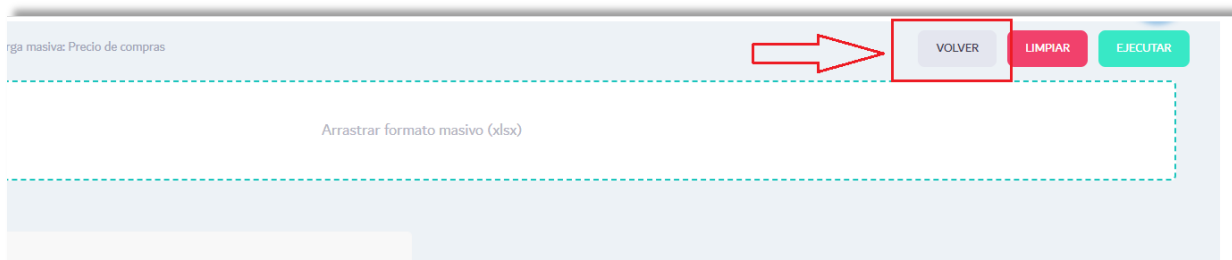 rga masiva: Precio de compras
VOLVER
LIMPIAR
EJECUTAR
Arrastrar formato masivo (xlsx)